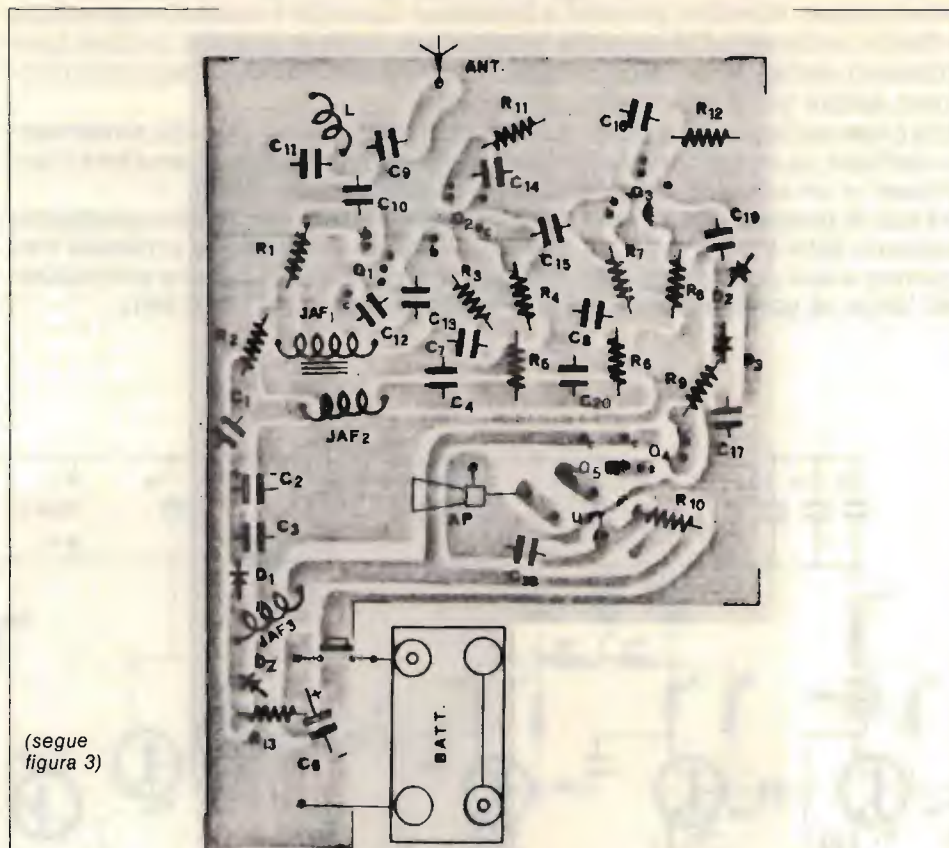 ANT.
R11
C16
R12
L
C11
C9
C14
C10
Q2
Q3
C19
R1
Q1
C15
R7
R3
R4
R8
D2
JAF1
C12
C13
C8
R2
C7
R5
R6
R9
D3
C1
C4
C20
JAF2
C17
Q4
C2
Q5
AP
R10
C3
D1
JAF3
DZ
+
BATT.
R13
C6
-
(segue
figura 3)